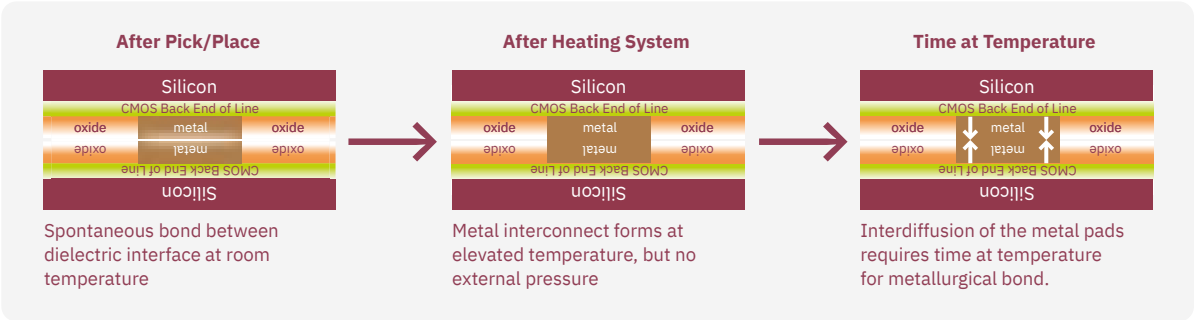 After Pick/Place
Silicon
CMOS Back End of Line
oxide metal oxide
oxide metal oxide
CMOS Back End of Line
Silicon
Spontaneous bond between
dielectric interface at room
temperature
After Heating System
Silicon
CMOS Back End of Line
oxide metal oxide
oxide metal oxide
CMOS Back End of Line
Silicon
Metal interconnect forms at
elevated temperature, but no
external pressure
Time at Temperature
Silicon
CMOS Back End of Line
oxide metal oxide
oxide metal oxide
CMOS Back End of Line
Silicon
Interdiffusion of the metal pads
requires time at temperature
for metallurgical bond.